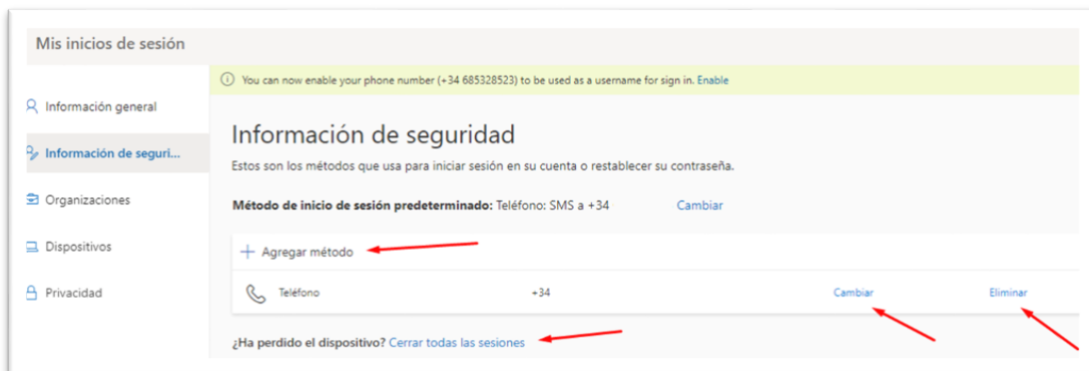 Mis inicios de sesión
You can now enable your phone number (+34 685328523) to be used as a username for sign in. Enable
Información general
Información de seguri...
Organizaciones
Dispositivos
Privacidad
Información de seguridad
Estos son los métodos que usa para iniciar sesión en su cuenta o restablecer su contraseña.
Método de inicio de sesión predeterminado: Teléfono: SMS a +34 Cambiar
Agregar método
Teléfono +34 Cambiar Eliminar
¿Ha perdido el dispositivo? Cerrar todas las sesiones